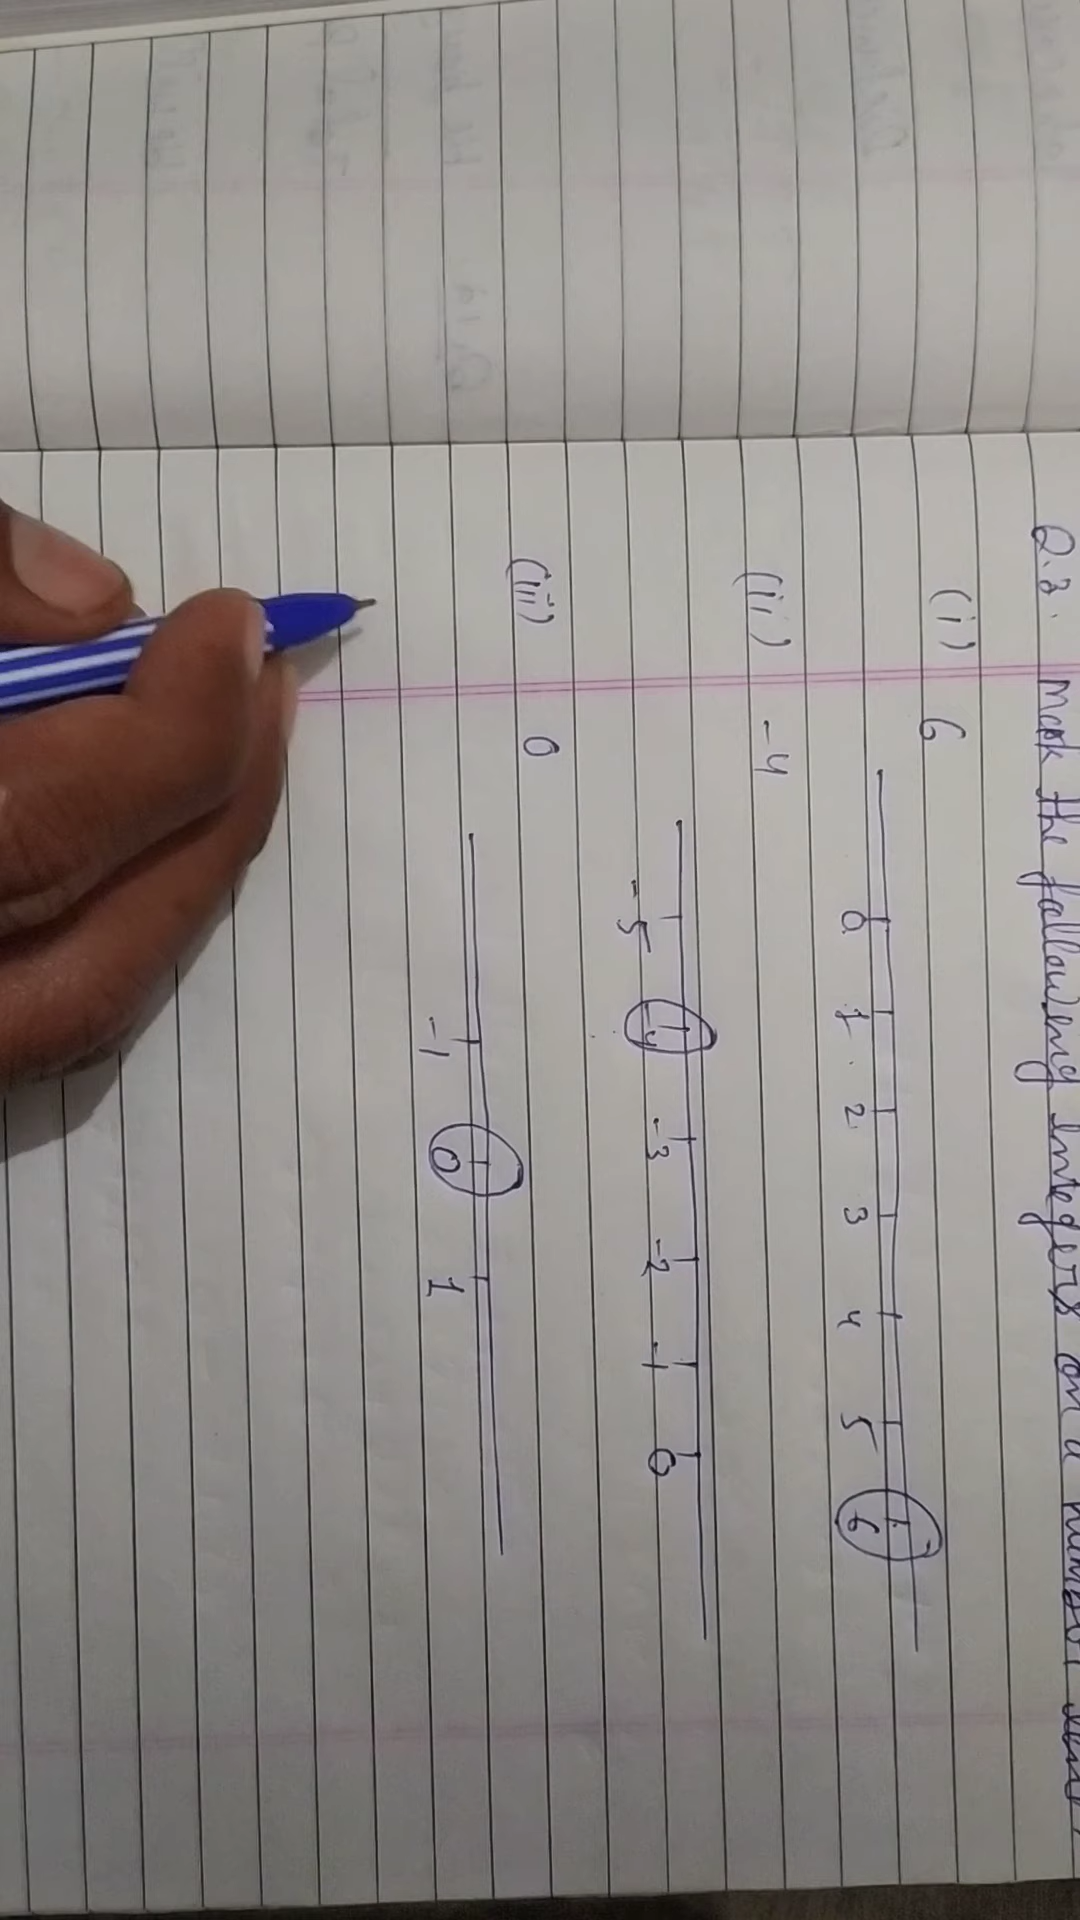 Q.3. Mark the following integers on a number line.
(i) 6
0 1 2 3 4 5 6
(ii) -4
-5 -4 -3 -2 -1 0
(iii) 0
-1 0 1